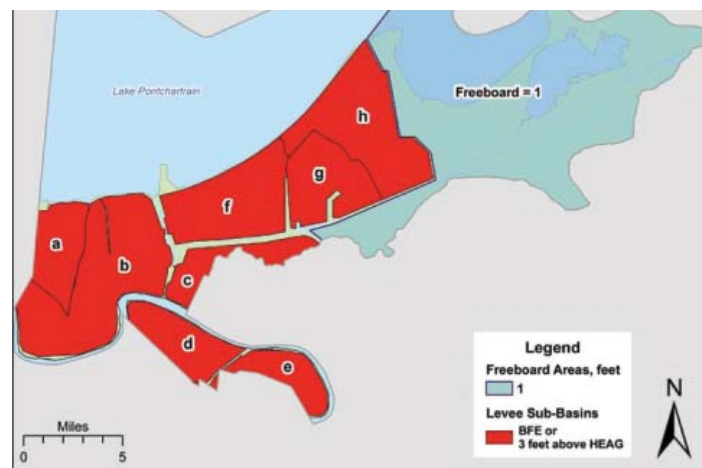 Lake Pontchartrain
Freeboard = 1
h
g
f
a
b
c
d
e
Legend
Freeboard Areas, feet
1
Levee Sub-Basins
BFE or
3 feet above HEAG
N
Miles
0 5